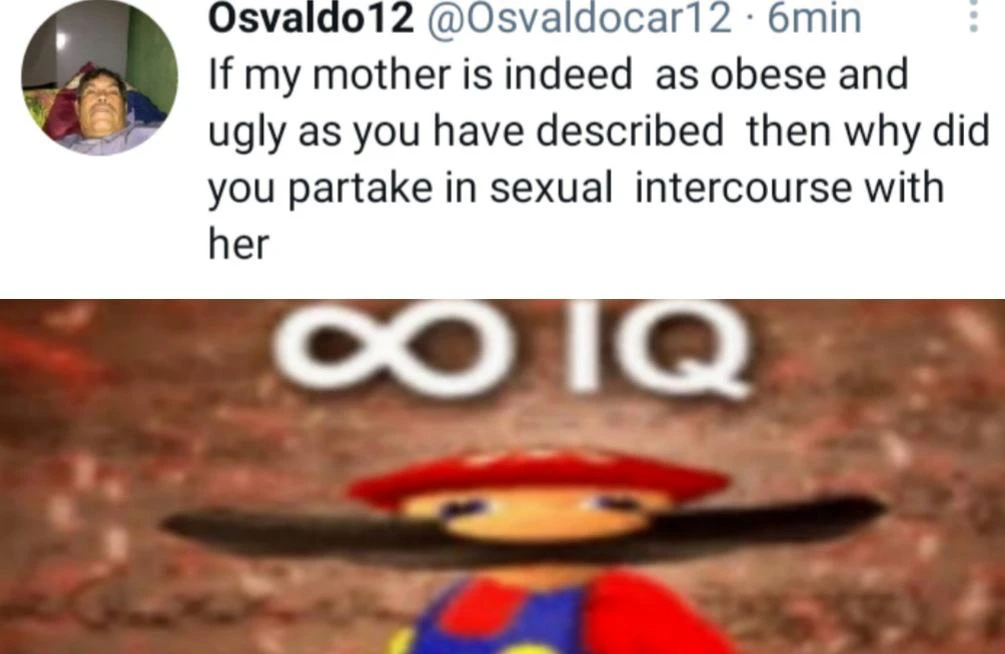 Osvaldo12 @Osvaldocar12 · 6min
If my mother is indeed as obese and
ugly as you have described then why did
you partake in sexual intercourse with
her
∞ IQ